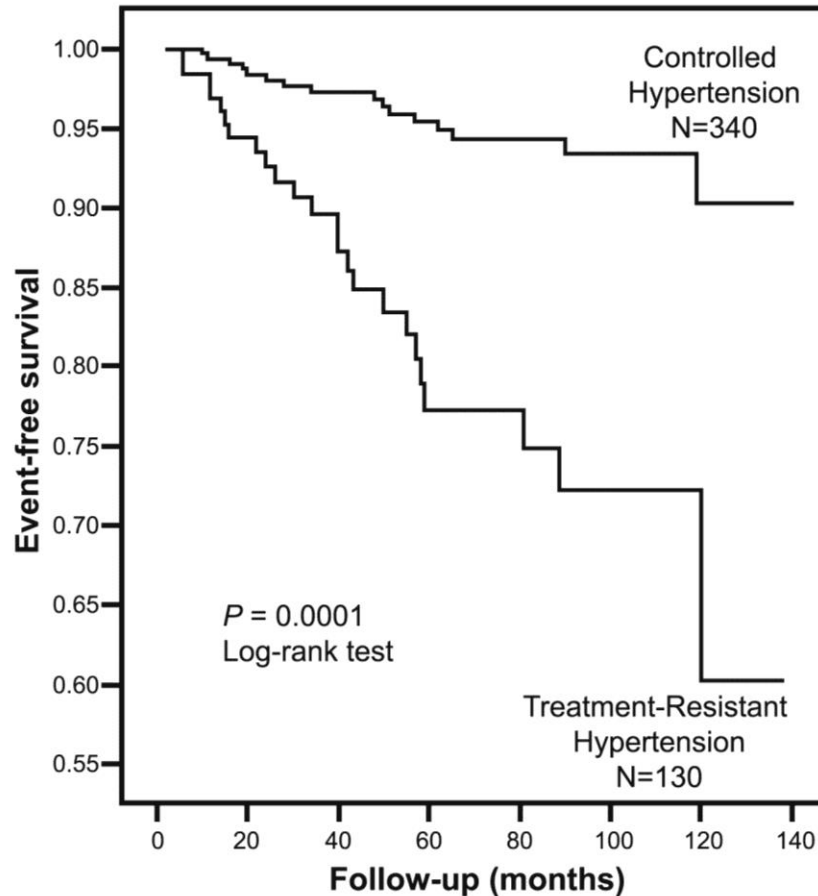 1.00
0.95
0.90
0.85
0.80
0.75
0.70
0.65
0.60
0.55
Event-free survival
Controlled
Hypertension
N=340
P = 0.0001
Log-rank test
Treatment-Resistant
Hypertension
N=130
0 20 40 60 80 100 120 140
Follow-up (months)